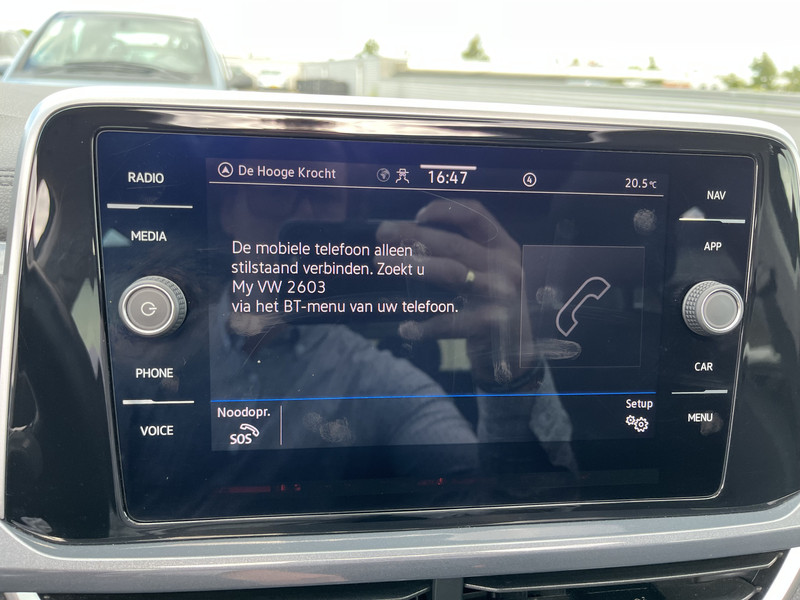 RADIO
MEDIA
PHONE
VOICE
De Hooge Krocht
16:47
4
20.5°C
De mobiele telefoon alleen
stilstaand verbinden. Zoekt u
My VW 2603
via het BT-menu van uw telefoon.
Noodopr.
SOS
Setup
NAV
APP
CAR
MENU